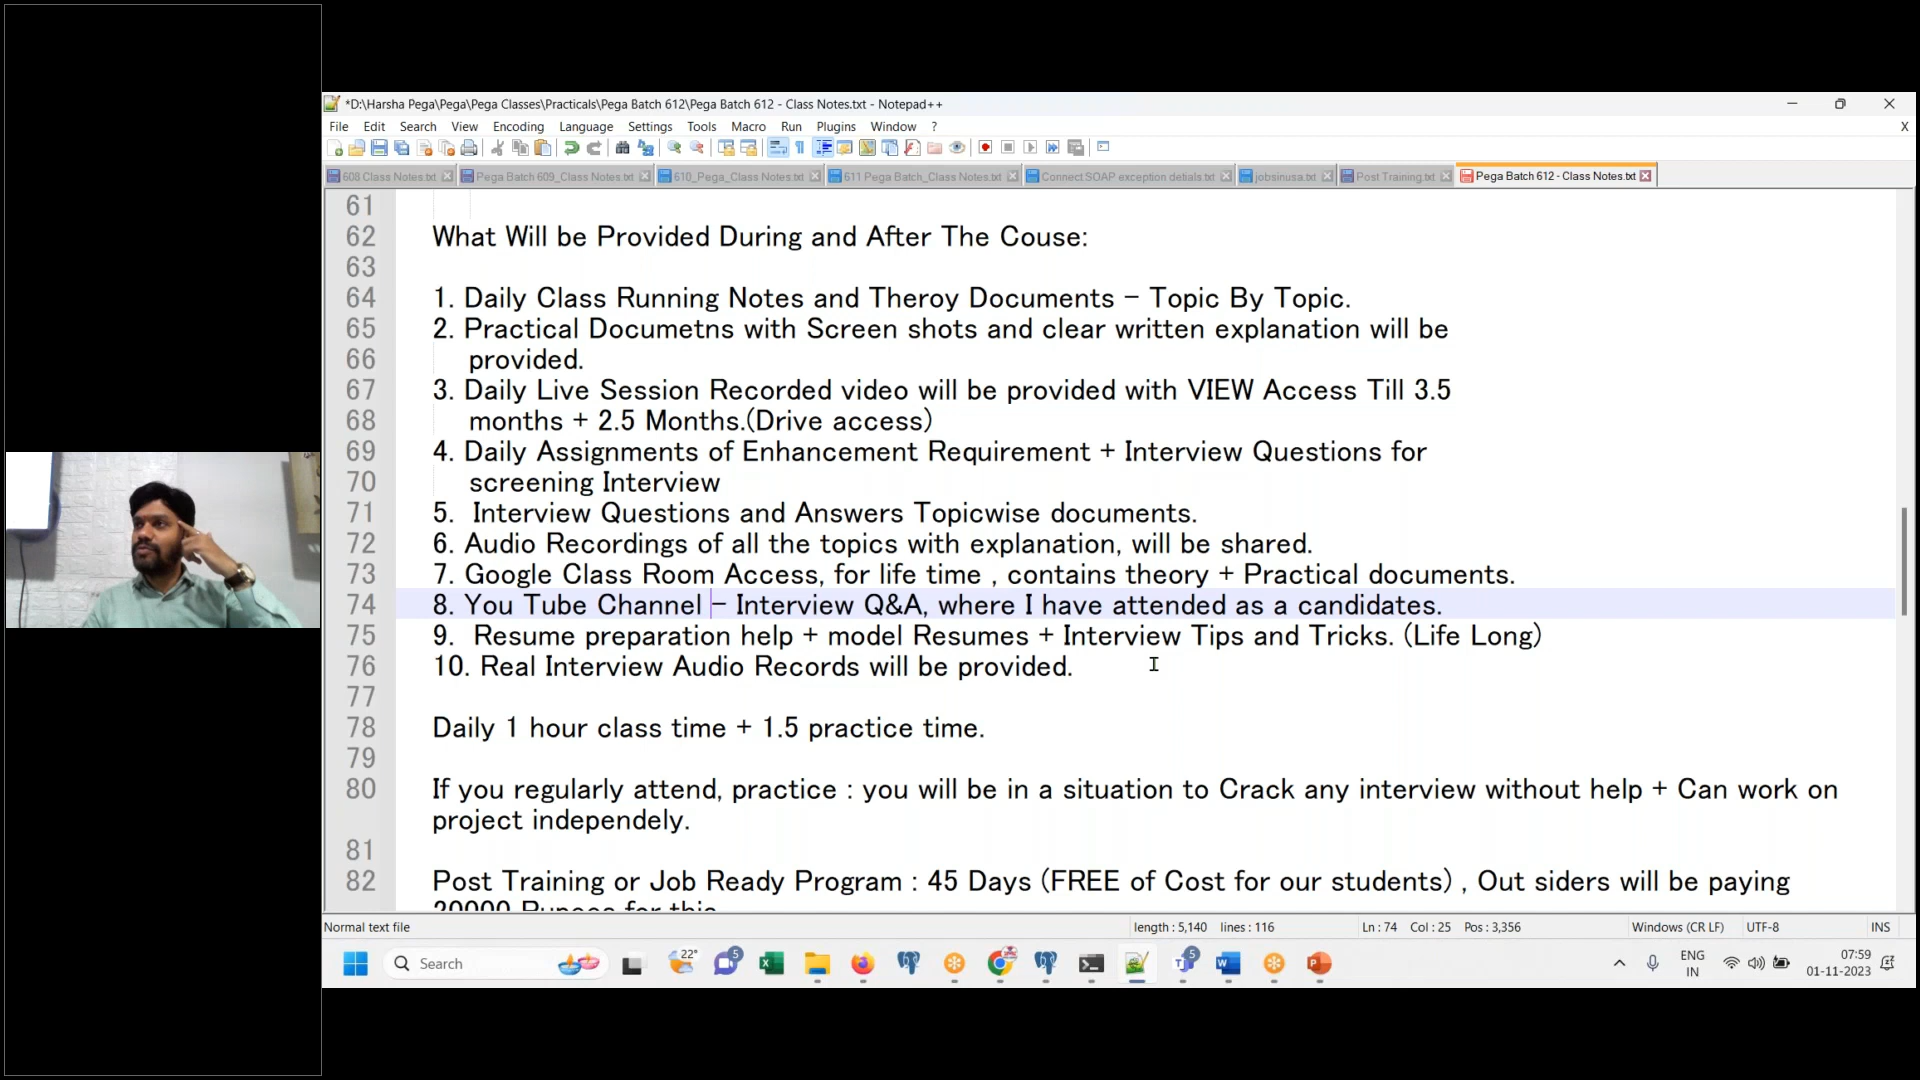 *D:\Harsha Pega\Pega\Pega Classes\Practicals\Pega Batch 612\Pega Batch 612 - Class Notes.txt - Notepad++
File Edit Search View Encoding Language Settings Tools Macro Run Plugins Window ? X
608 Class Notes.txt Pega Batch 609_Class Notes.txt 610_Pega_Class Notes.txt 611 Pega Batch_Class Notes.txt Connect SOAP exception detials.txt jobsinusa.txt Post Training.txt Pega Batch 612 - Class Notes.txt
61
62 What Will be Provided During and After The Couse:
63
64 1. Daily Class Running Notes and Theroy Documents - Topic By Topic.
65 2. Practical Documetns with Screen shots and clear written explanation will be
66 provided.
67 3. Daily Live Session Recorded video will be provided with VIEW Access Till 3.5
68 months + 2.5 Months.(Drive access)
69 4. Daily Assignments of Enhancement Requirement + Interview Questions for
70 screening Interview
71 5. Interview Questions and Answers Topicwise documents.
72 6. Audio Recordings of all the topics with explanation, will be shared.
73 7. Google Class Room Access, for life time , contains theory + Practical documents.
74 8. You Tube Channel - Interview Q&A, where I have attended as a candidates.
75 9. Resume preparation help + model Resumes + Interview Tips and Tricks. (Life Long)
76 10. Real Interview Audio Records will be provided.
77
78 Daily 1 hour class time + 1.5 practice time.
79
80 If you regularly attend, practice : you will be in a situation to Crack any interview without help + Can work on
project independely.
81
82 Post Training or Job Ready Program : 45 Days (FREE of Cost for our students) , Out siders will be paying
20000 Rupees for this
Normal text file length : 5,140 lines : 116 Ln : 74 Col : 25 Pos : 3,356 Windows (CR LF) UTF-8 INS
Search 22° 5 5 ENG IN 07:59 01-11-2023